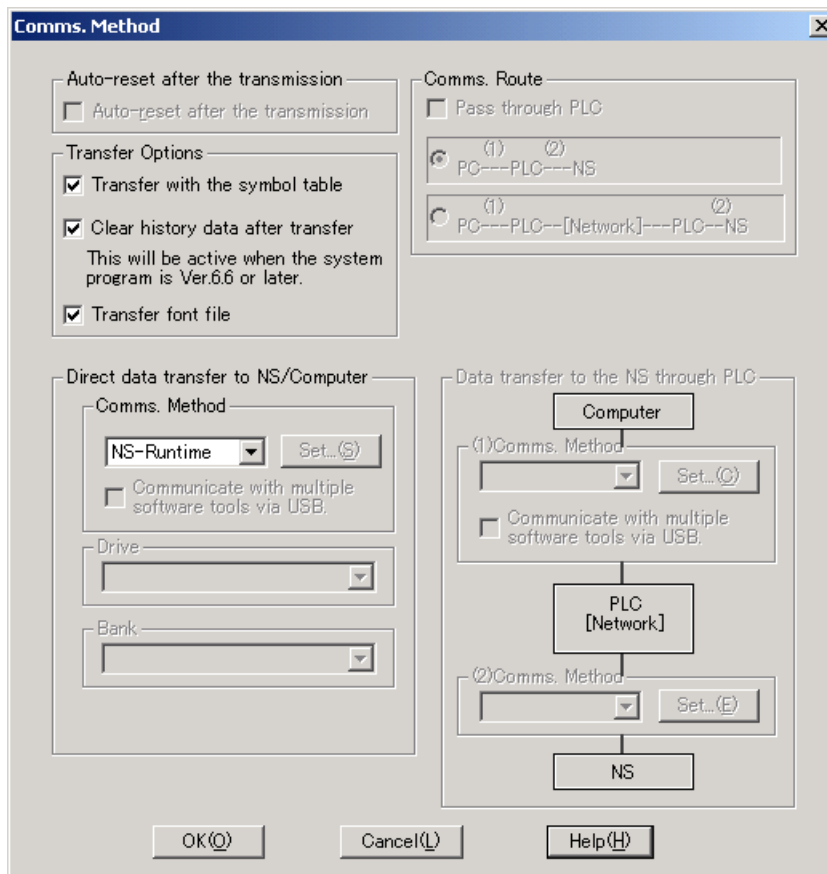 Comms. Method
Auto-reset after the transmission
Auto-reset after the transmission
Transfer Options
Transfer with the symbol table
Clear history data after transfer
This will be active when the system
program is Ver.6.6 or later.
Transfer font file
Comms. Route
Pass through PLC
(1) (2)
PC---PLC---NS
(1) (2)
PC---PLC--[Network]---PLC--NS
Direct data transfer to NS/Computer
Comms. Method
NS-Runtime Set...(S)
Communicate with multiple
software tools via USB.
Drive
Bank
Data transfer to the NS through PLC
Computer
(1)Comms. Method
Set...(C)
Communicate with multiple
software tools via USB.
PLC
[Network]
(2)Comms. Method
Set...(E)
NS
OK(O) Cancel(L) Help(H)